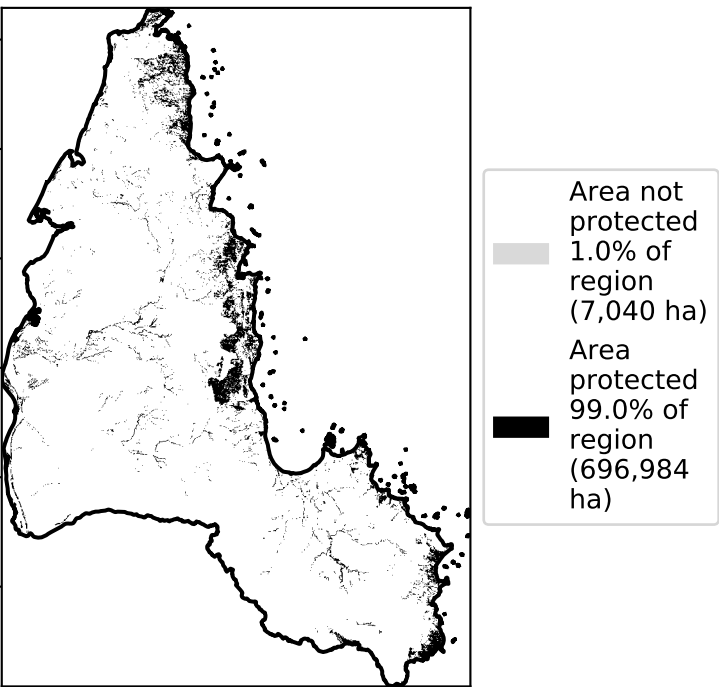 Area not
protected
1.0% of
region
(7,040 ha)
Area
protected
99.0% of
region
(696,984
ha)